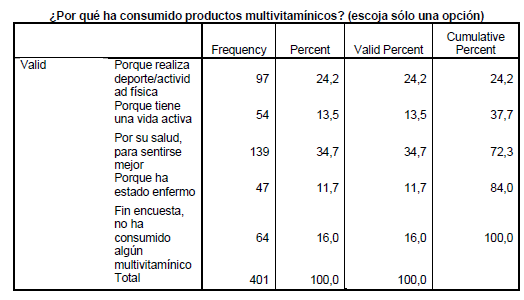 ¿Por qué ha consumido productos multivitamínicos? (escoja sólo una opción)
Frequency Percent Valid Percent Cumulative
Percent
Valid Porque realiza
deporte/activid
ad física 97 24,2 24,2 24,2
Porque tiene
una vida activa 54 13,5 13,5 37,7
Por su salud,
para sentirse
mejor 139 34,7 34,7 72,3
Porque ha
estado enfermo 47 11,7 11,7 84,0
Fin encuesta,
no ha
consumido
algún
multivitamínico 64 16,0 16,0 100,0
Total 401 100,0 100,0